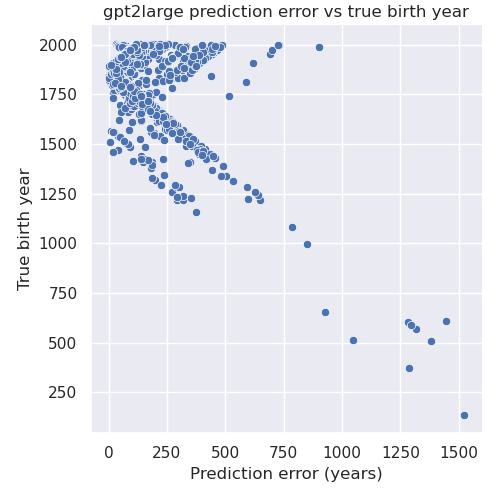 gpt2large prediction error vs true birth year
2000
1750
1500
1250
1000
750
500
250
True birth year
0 250 500 750 1000 1250 1500
Prediction error (years)